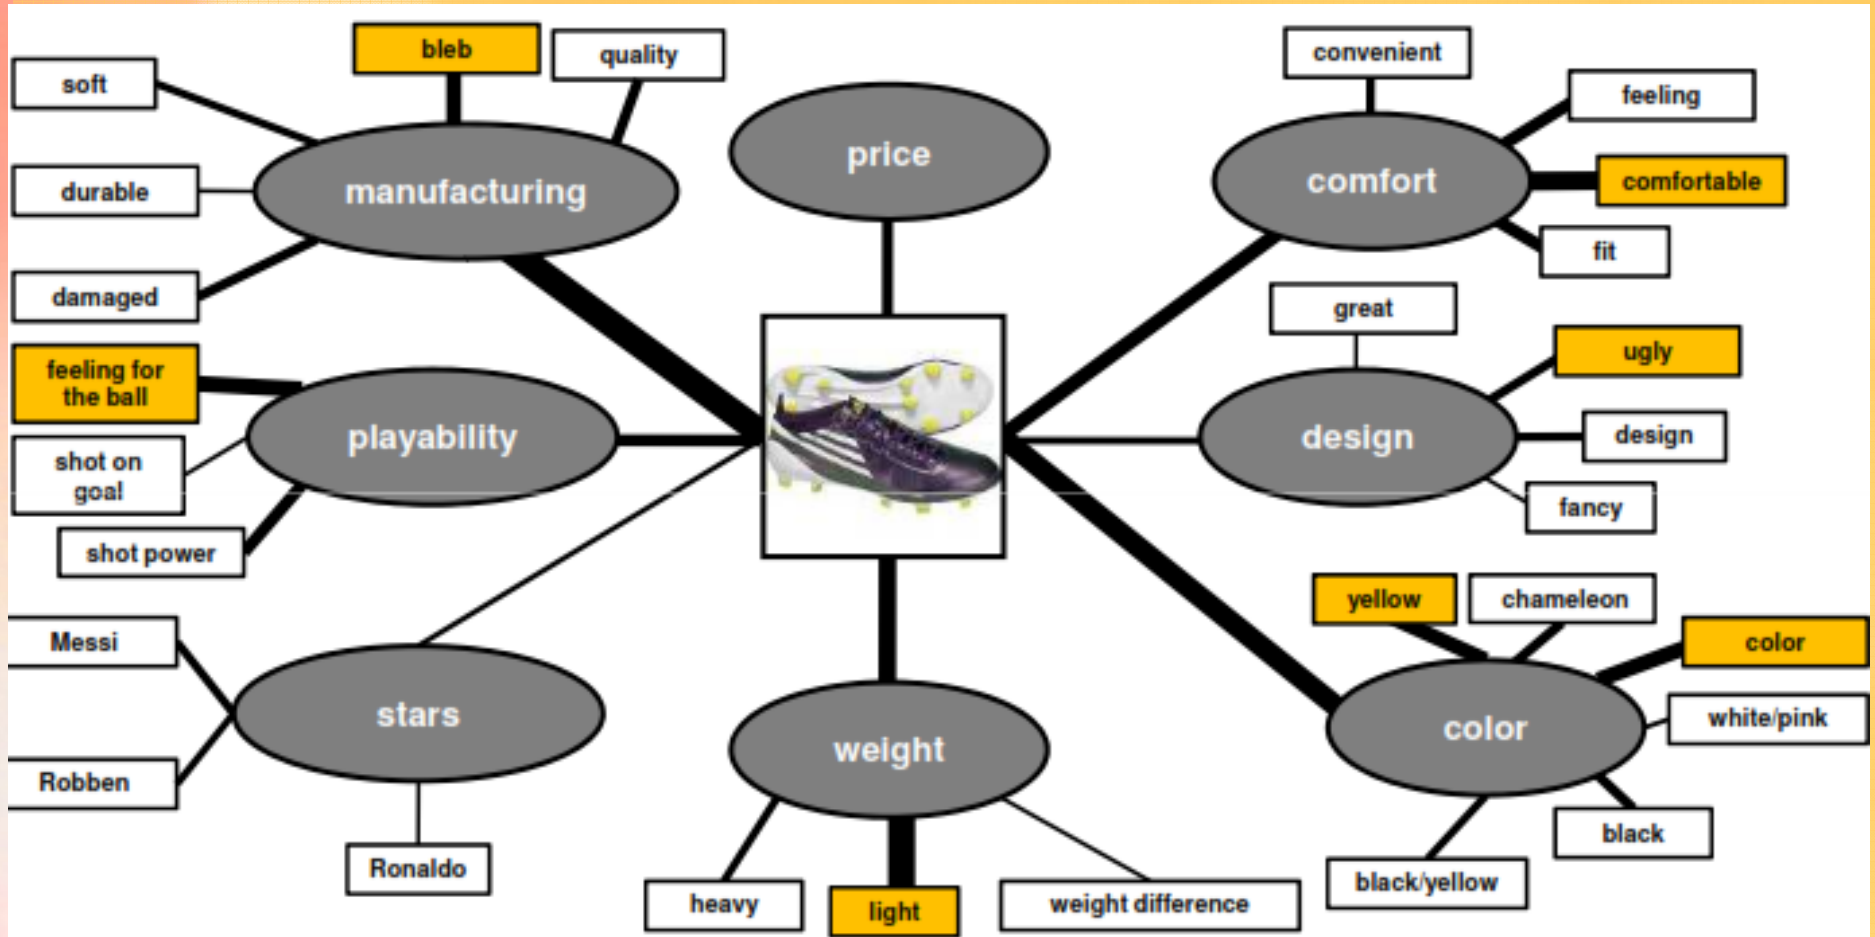 bleb
quality
convenient
soft
feeling
price
manufacturing
comfort
comfortable
durable
fit
damaged
great
ugly
feeling for
the ball
playability
design
design
shot on
goal
fancy
shot power
yellow
chameleon
Messi
color
stars
white/pink
weight
color
Robben
black
Ronaldo
black/yellow
heavy
light
weight difference